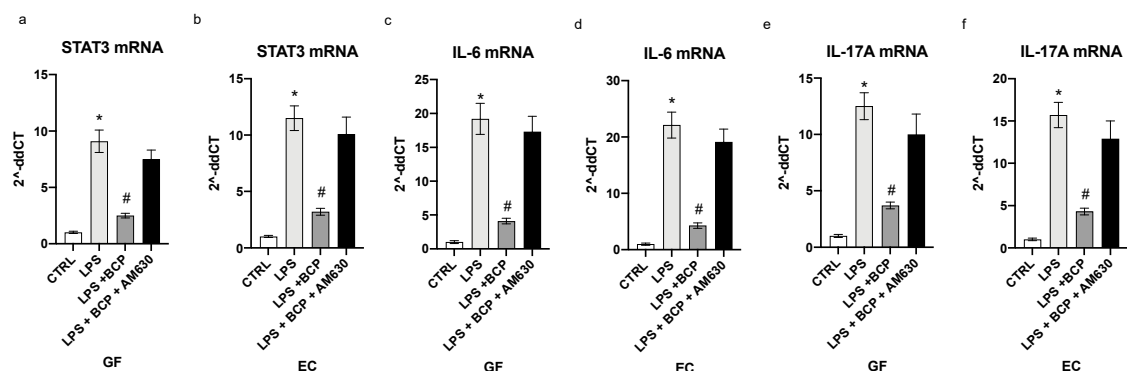 a
STAT3 mRNA
2^-ddCT
15
10
5
0
*
#
CTRL
LPS
LPS +BCP
LPS + BCP + AM630
GF
b
STAT3 mRNA
2^-ddCT
15
10
5
0
*
#
CTRL
LPS
LPS +BCP
LPS + BCP + AM630
EC
c
IL-6 mRNA
2^-ddCT
25
20
15
10
5
0
*
#
CTRL
LPS
LPS +BCP
LPS + BCP + AM630
GF
d
IL-6 mRNA
2^-ddCT
30
20
10
0
*
#
CTRL
LPS
LPS +BCP
LPS + BCP + AM630
EC
e
IL-17A mRNA
2^-ddCT
15
10
5
0
*
#
CTRL
LPS
LPS +BCP
LPS + BCP + AM630
GF
f
IL-17A mRNA
2^-ddCT
20
15
10
5
0
*
#
CTRL
LPS
LPS +BCP
LPS + BCP + AM630
EC